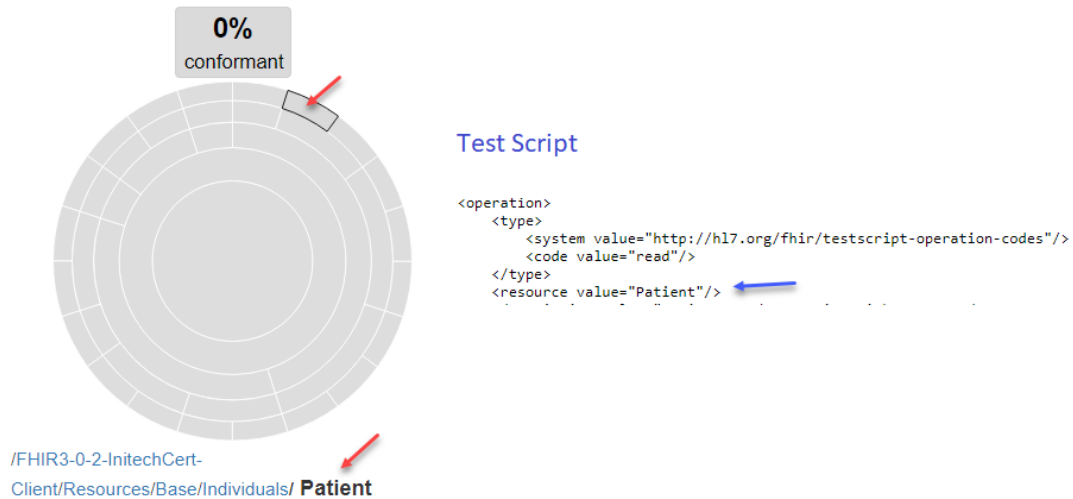 0%
conformant
Test Script
<operation>
<type>
<system value="http://hl7.org/fhir/testscript-operation-codes"/>
<code value="read"/>
</type>
<resource value="Patient"/>
/FHIR3-0-2-InitechCert-
Client/Resources/Base/Individuals/ Patient